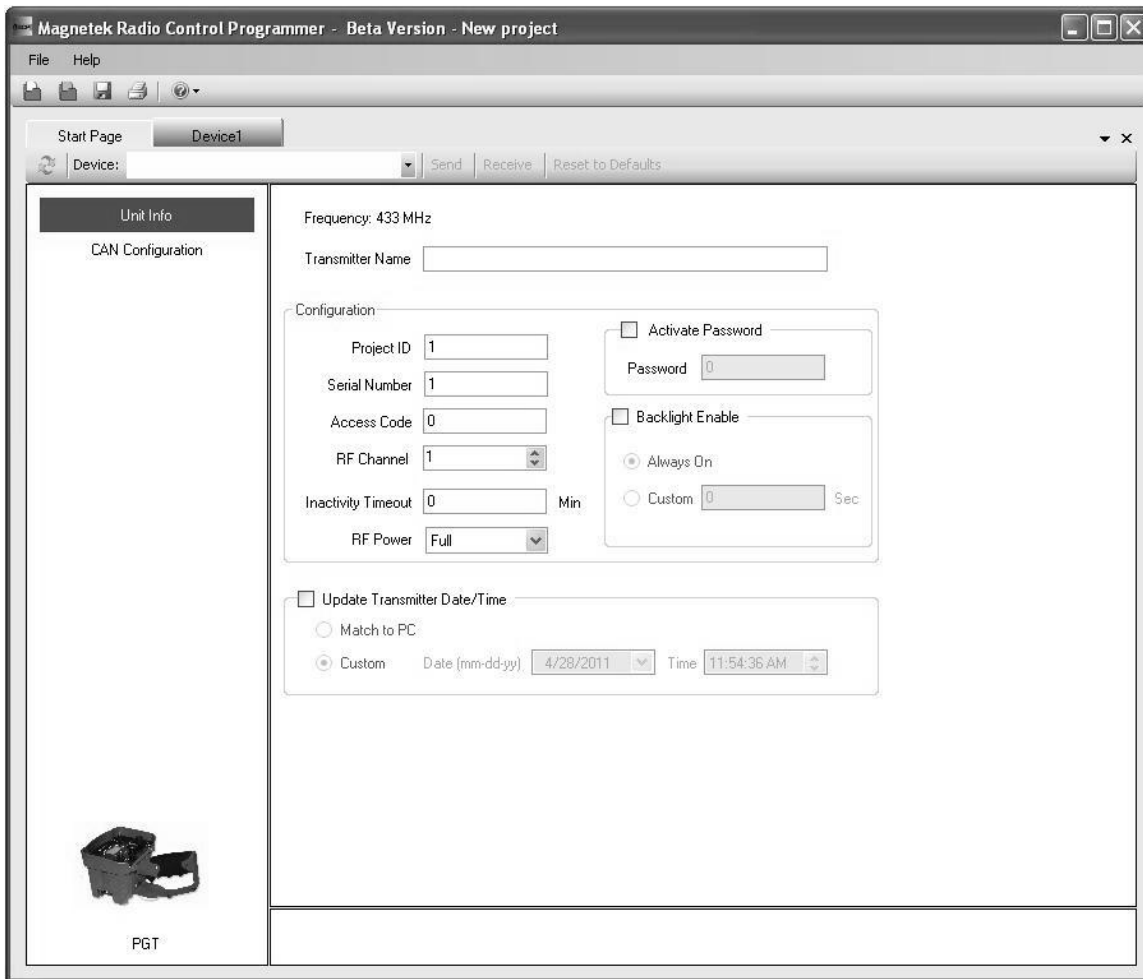 Magnetek Radio Control Programmer - Beta Version - New project
File Help
Start Page Device1
Device: Send Receive Reset to Defaults
Unit Info
CAN Configuration
Frequency: 433 MHz
Transmitter Name
Configuration
Project ID 1
Serial Number 1
Access Code 0
RF Channel 1
Inactivity Timeout 0 Min
RF Power Full
Activate Password
Password 0
Backlight Enable
Always On
Custom 0 Sec
Update Transmitter Date/Time
Match to PC
Custom Date (mm-dd-yy) 4/28/2011 Time 11:54:36 AM
PGT